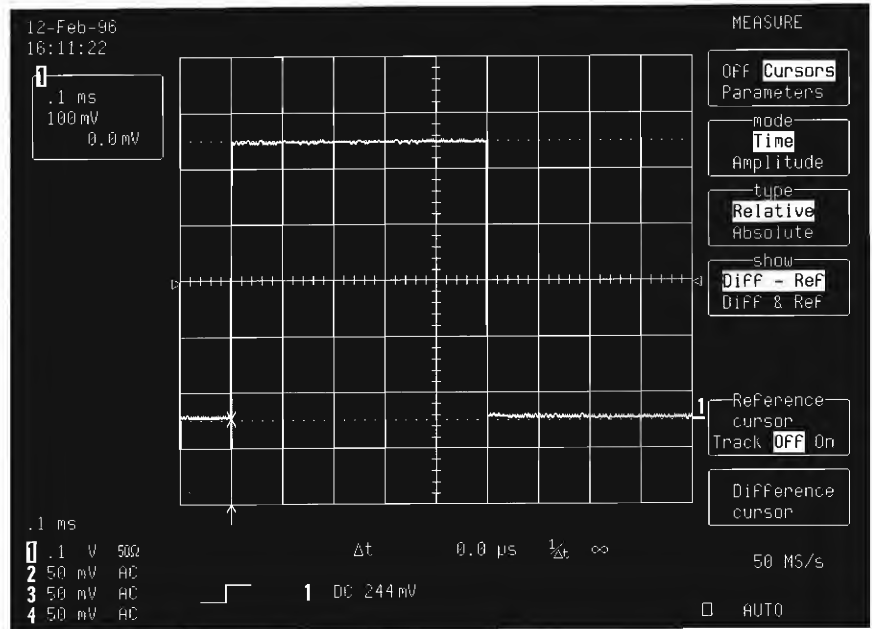 12-Feb-96
16:11:22
1
.1 ms
100 mV
0.0 mV
MEASURE
Off Cursors
Parameters
mode
Time
Amplitude
type
Relative
Absolute
show
Diff - Ref
Diff & Ref
1
Reference
cursor
Track Off On
Difference
cursor
.1 ms
1 .1 V 50Ω
2 50 mV AC
3 50 mV AC
4 50 mV AC
Δt 0.0 µs 1/Δt ∞
1 DC 244 mV
50 MS/s
AUTO